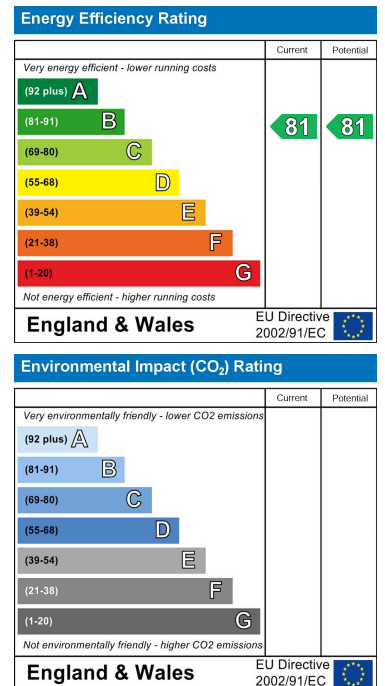 Energy Efficiency Rating
Current Potential
Very energy efficient - lower running costs
(92 plus) A
(81-91) B
81 81
(69-80) C
(55-68) D
(39-54) E
(21-38) F
(1-20) G
Not energy efficient - higher running costs
England & Wales
EU Directive
2002/91/EC
Environmental Impact (CO₂) Rating
Current Potential
Very environmentally friendly - lower CO2 emissions
(92 plus) A
(81-91) B
(69-80) C
(55-68) D
(39-54) E
(21-38) F
(1-20) G
Not environmentally friendly - higher CO2 emissions
England & Wales
EU Directive
2002/91/EC